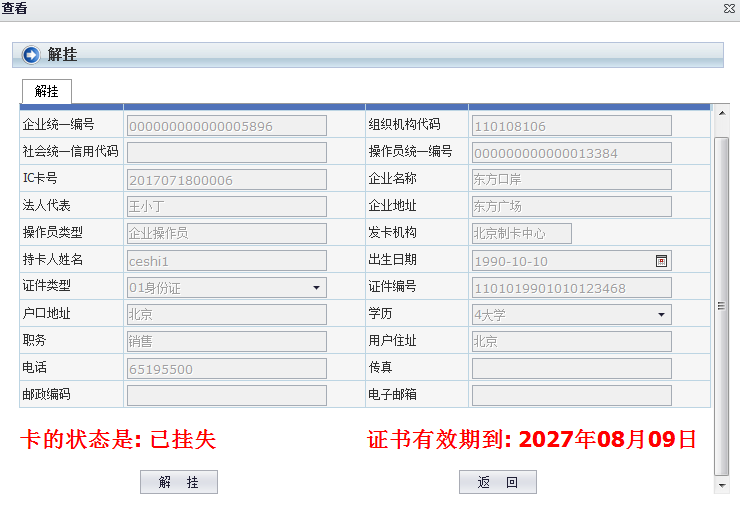 查看
解挂
解挂
企业统一编号 000000000000005896 组织机构代码 110108106
社会统一信用代码 操作员统一编号 000000000000013384
IC卡号 2017071800006 企业名称 东方口岸
法人代表 王小丁 企业地址 东方广场
操作员类型 企业操作员 发卡机构 北京制卡中心
持卡人姓名 ceshi1 出生日期 1990-10-10
证件类型 01身份证 证件编号 1101019901010123468
户口地址 北京 学历 4大学
职务 销售 用户住址 北京
电话 65195500 传真
邮政编码 电子邮箱
卡的状态是: 已挂失 证书有效期到: 2027年08月09日
解 挂 返 回